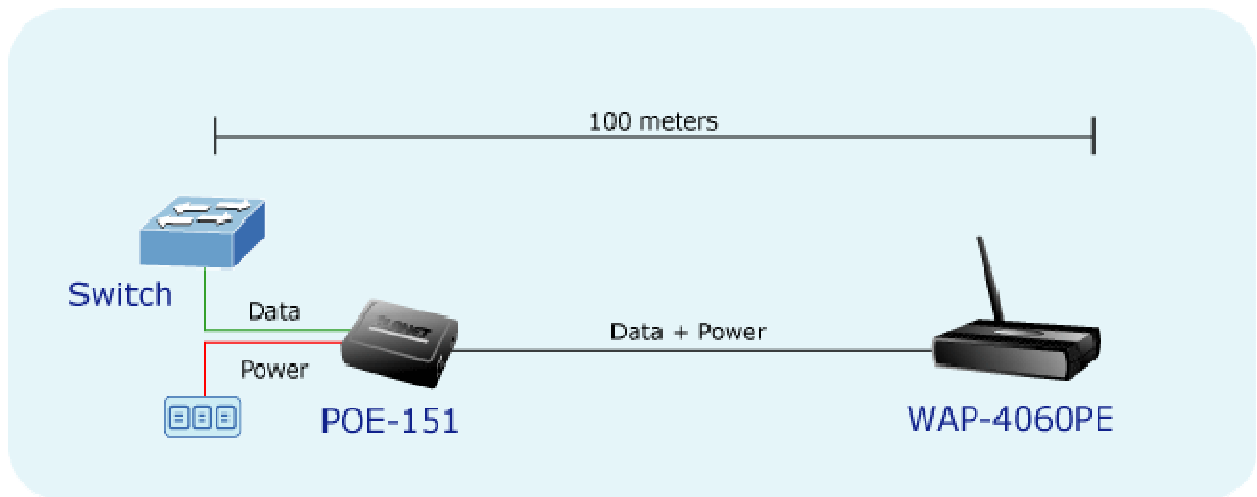 100 meters
Switch
Data
Data + Power
Power
POE-151
WAP-4060PE